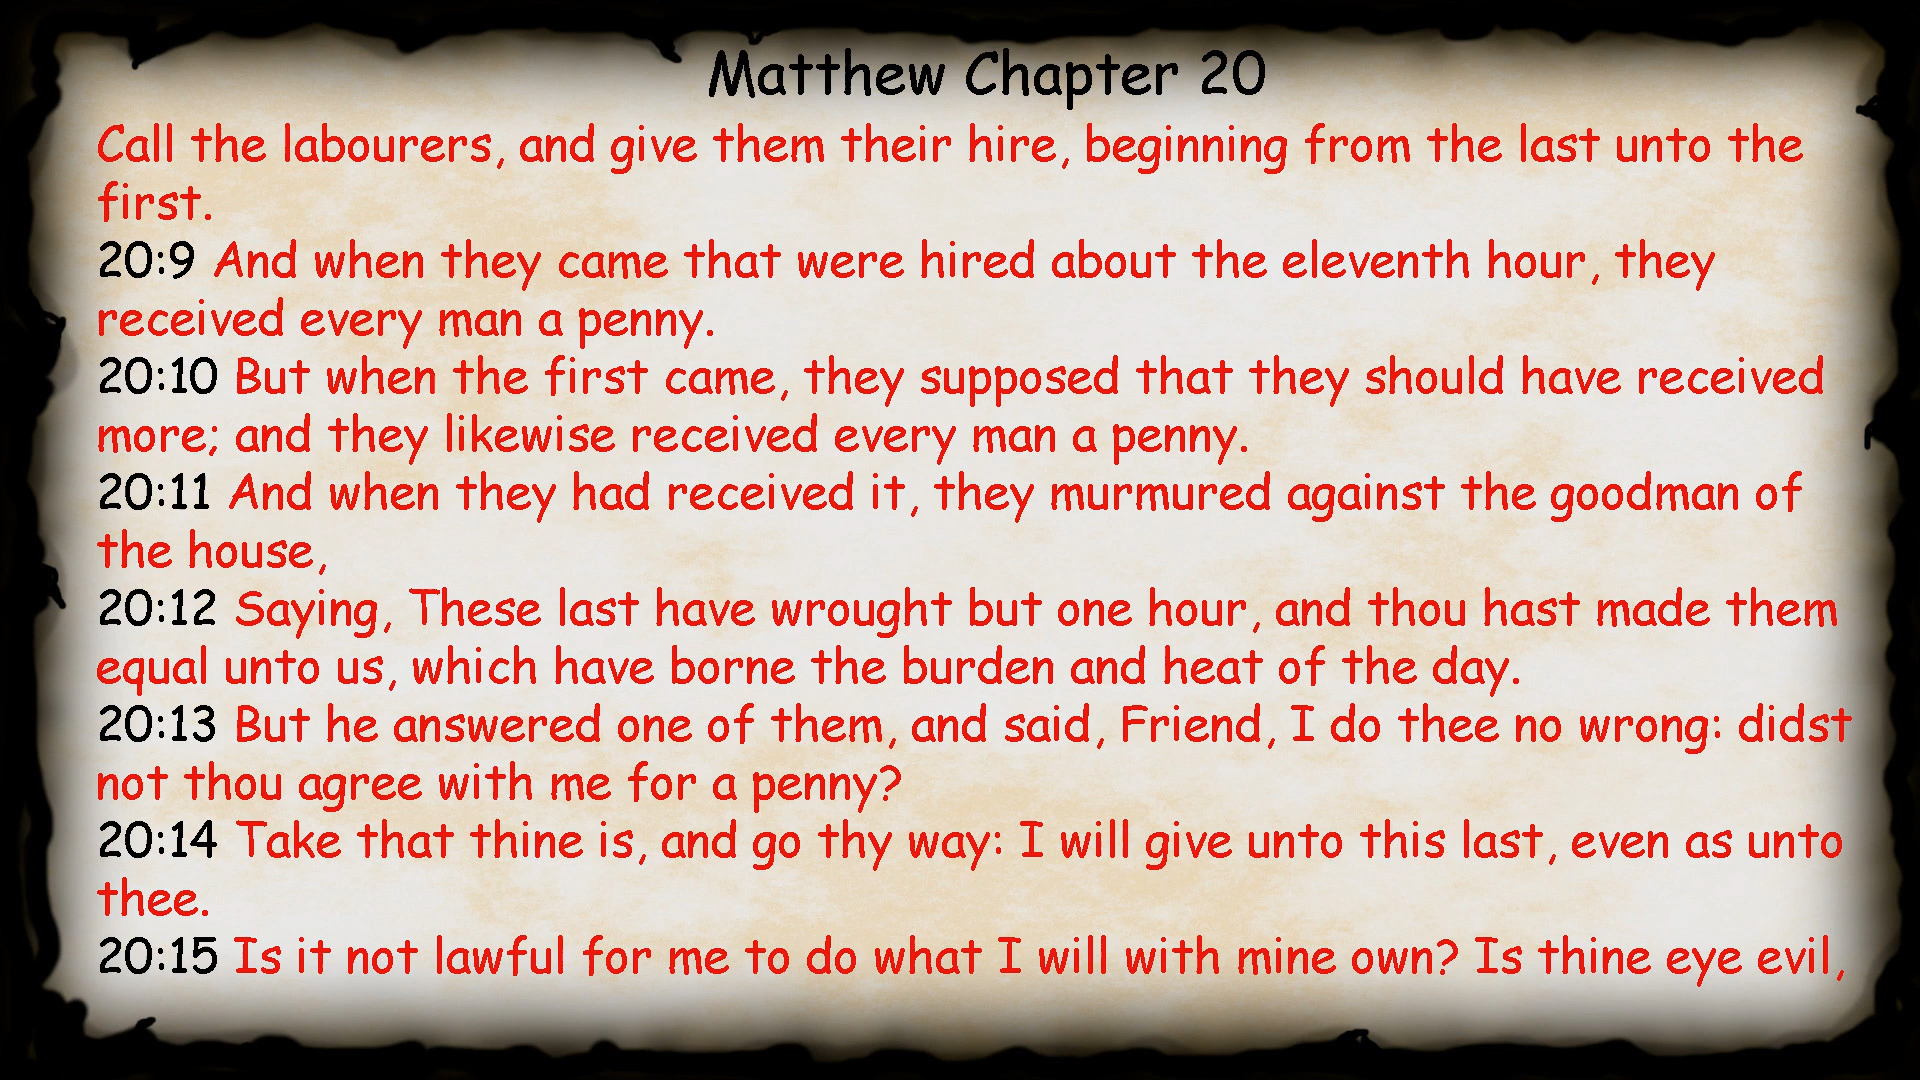 Matthew Chapter 20
Call the labourers, and give them their hire, beginning from the last unto the
first.
20:9 And when they came that were hired about the eleventh hour, they
received every man a penny.
20:10 But when the first came, they supposed that they should have received
more; and they likewise received every man a penny.
20:11 And when they had received it, they murmured against the goodman of
the house,
20:12 Saying, These last have wrought but one hour, and thou hast made them
equal unto us, which have borne the burden and heat of the day.
20:13 But he answered one of them, and said, Friend, I do thee no wrong: didst
not thou agree with me for a penny?
20:14 Take that thine is, and go thy way: I will give unto this last, even as unto
thee.
20:15 Is it not lawful for me to do what I will with mine own? Is thine eye evil,